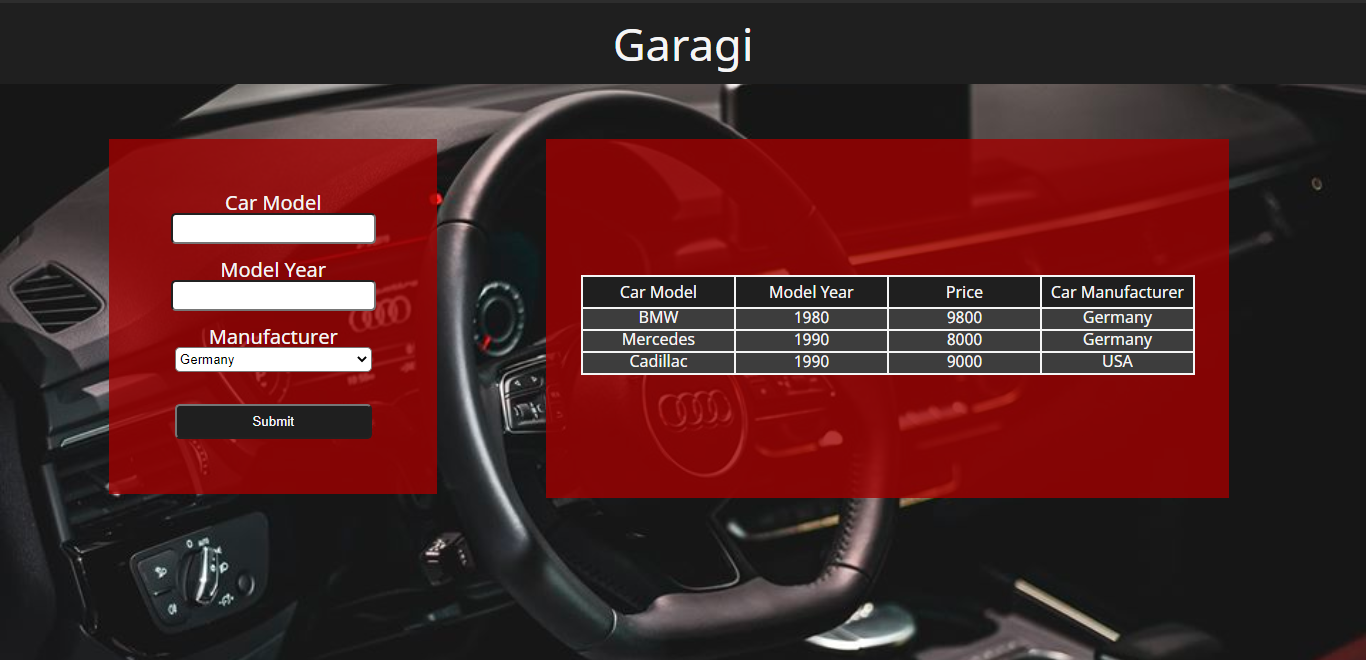 Garagi
Car Model
Model Year
Manufacturer
Germany
Submit
Car Model Model Year Price Car Manufacturer
BMW 1980 9800 Germany
Mercedes 1990 8000 Germany
Cadillac 1990 9000 USA
AUTO